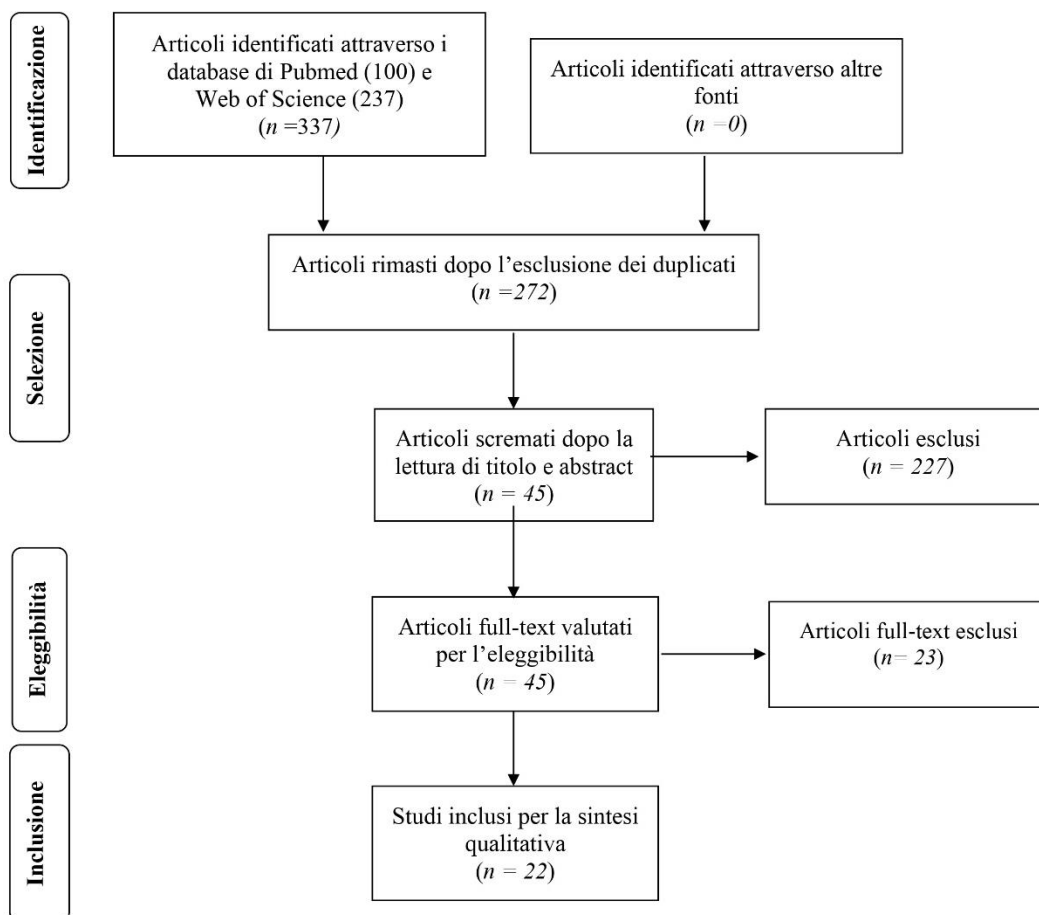 Identificazione
Articoli identificati attraverso i
database di Pubmed (100) e
Web of Science (237)
(n =337)
Articoli identificati attraverso altre
fonti
(n =0)
Selezione
Articoli rimasti dopo l’esclusione dei duplicati
(n =272)
Articoli scremati dopo la
lettura di titolo e abstract
(n = 45)
Articoli esclusi
(n = 227)
Eleggibilità
Articoli full-text valutati
per l’eleggibilità
(n = 45)
Articoli full-text esclusi
(n= 23)
Inclusione
Studi inclusi per la sintesi
qualitativa
(n = 22)